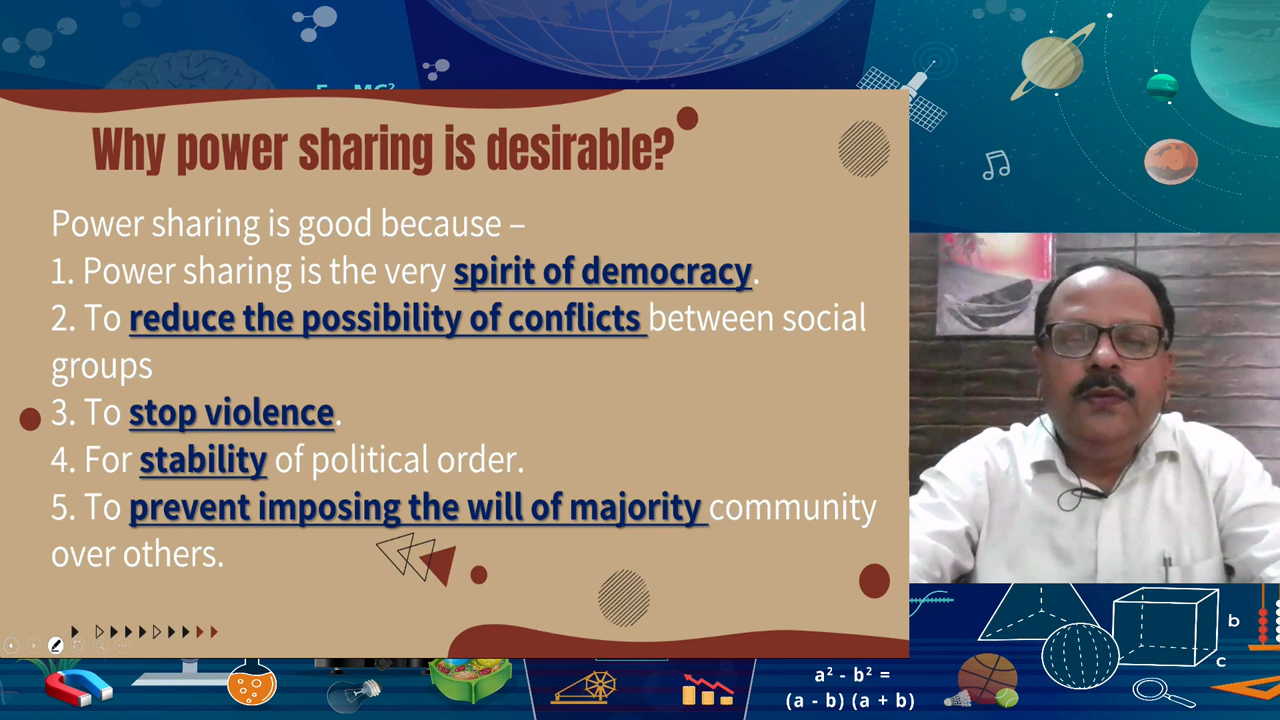 Why power sharing is desirable?
Power sharing is good because –
1. Power sharing is the very spirit of democracy.
2. To reduce the possibility of conflicts between social
groups
3. To stop violence.
4. For stability of political order.
5. To prevent imposing the will of majority community
over others.
b
c
a² - b² =
(a - b) (a + b)